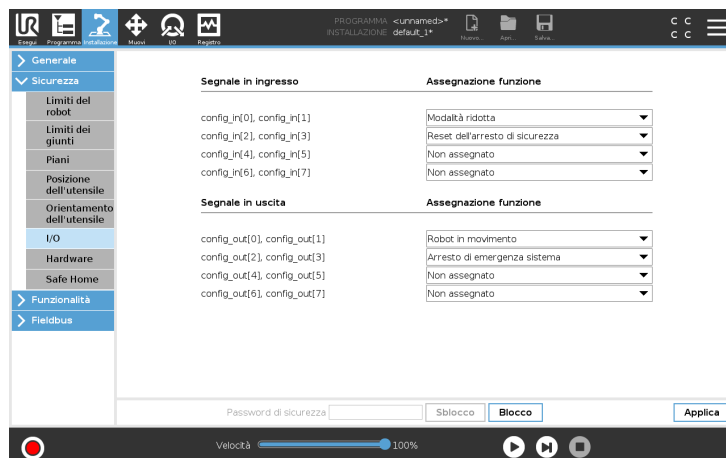 PROGRAMMA <unnamed>*
INSTALLAZIONE default_1*
UR
Esegui Programma Installazione Muovi I/O Registro Nuovo... Apri... Salva...
C C
C C
Generale
Sicurezza
Limiti del
robot
Limiti dei
giunti
Piani
Posizione
dell'utensile
Orientamento
dell'utensile
I/O
Hardware
Safe Home
Funzionalità
Fieldbus
Segnale in ingresso Assegnazione funzione
config_in[0], config_in[1] Modalità ridotta
config_in[2], config_in[3] Reset dell'arresto di sicurezza
config_in[4], config_in[5] Non assegnato
config_in[6], config_in[7] Non assegnato
Segnale in uscita Assegnazione funzione
config_out[0], config_out[1] Robot in movimento
config_out[2], config_out[3] Arresto di emergenza sistema
config_out[4], config_out[5] Non assegnato
config_out[6], config_out[7] Non assegnato
Password di sicurezza Sblocco Blocco Applica
Velocità 100%